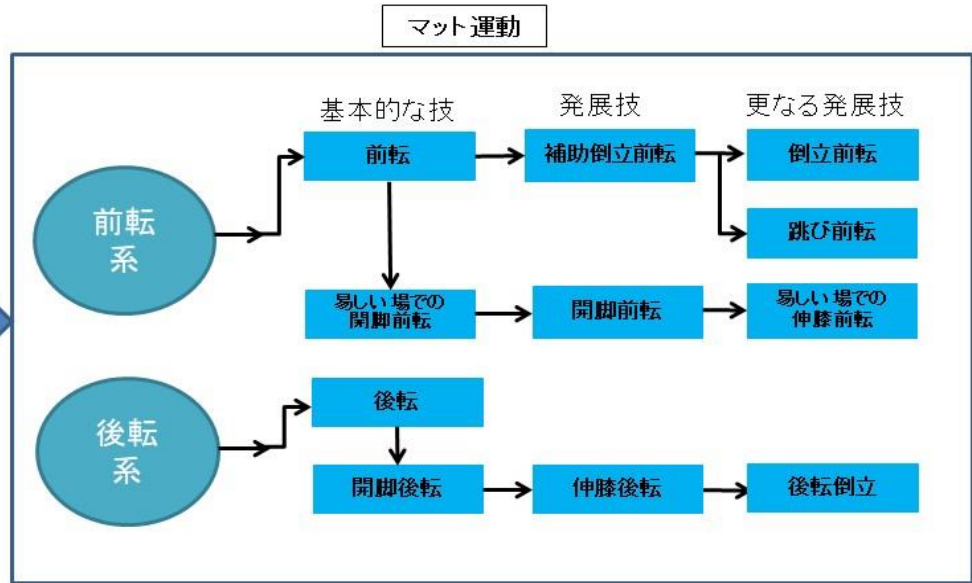 マット運動
基本的な技
発展技
更なる発展技
前転
系
前転
補助倒立前転
倒立前転
跳び前転
易しい場での
開脚前転
開脚前転
易しい場での
伸膝前転
後転
系
後転
開脚後転
伸膝後転
後転倒立